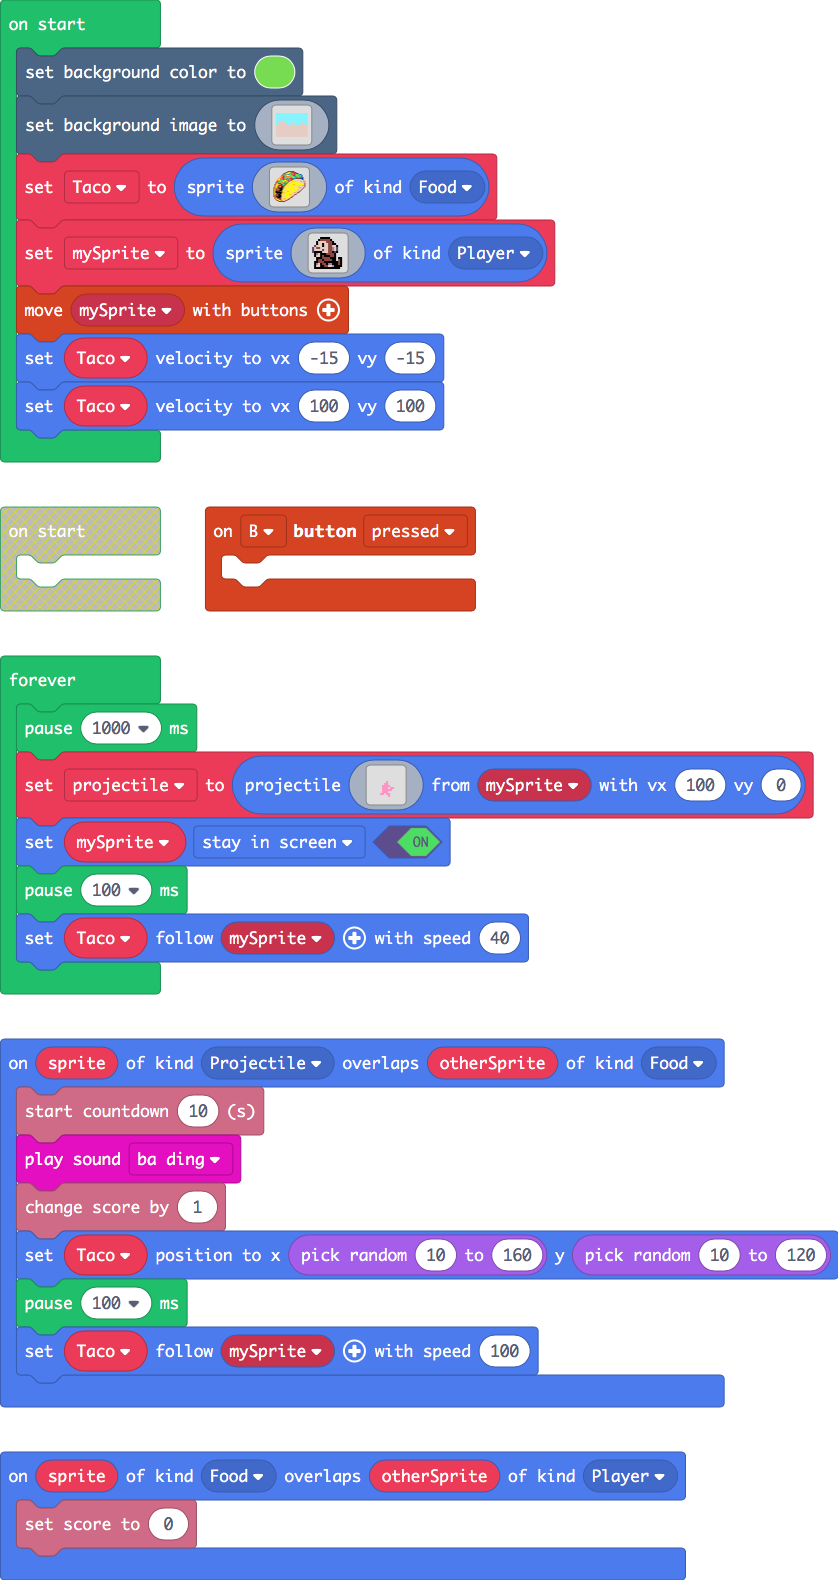 on start
set background color to
set background image to
set Taco to sprite of kind Food
set mySprite to sprite of kind Player
move mySprite with buttons
set Taco velocity to vx -15 vy -15
set Taco velocity to vx 100 vy 100
on start
on B button pressed
forever
pause 1000 ms
set projectile to projectile from mySprite with vx 100 vy 0
set mySprite stay in screen ON
pause 100 ms
set Taco follow mySprite with speed 40
on sprite of kind Projectile overlaps otherSprite of kind Food
start countdown 10 (s)
play sound ba ding
change score by 1
set Taco position to x pick random 10 to 160 y pick random 10 to 120
pause 100 ms
set Taco follow mySprite with speed 100
on sprite of kind Food overlaps otherSprite of kind Player
set score to 0